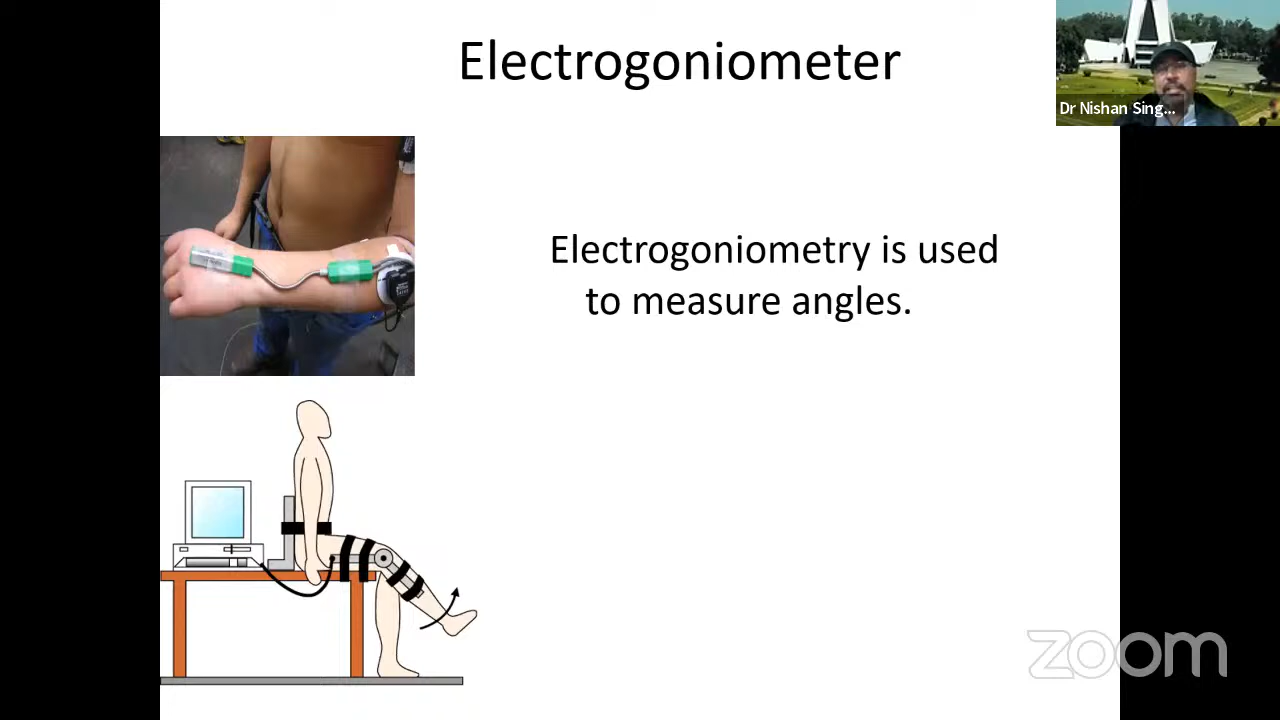 Electrogoniometer
Dr Nishan Sing...
Electrogoniometry is used
to measure angles.
zoom